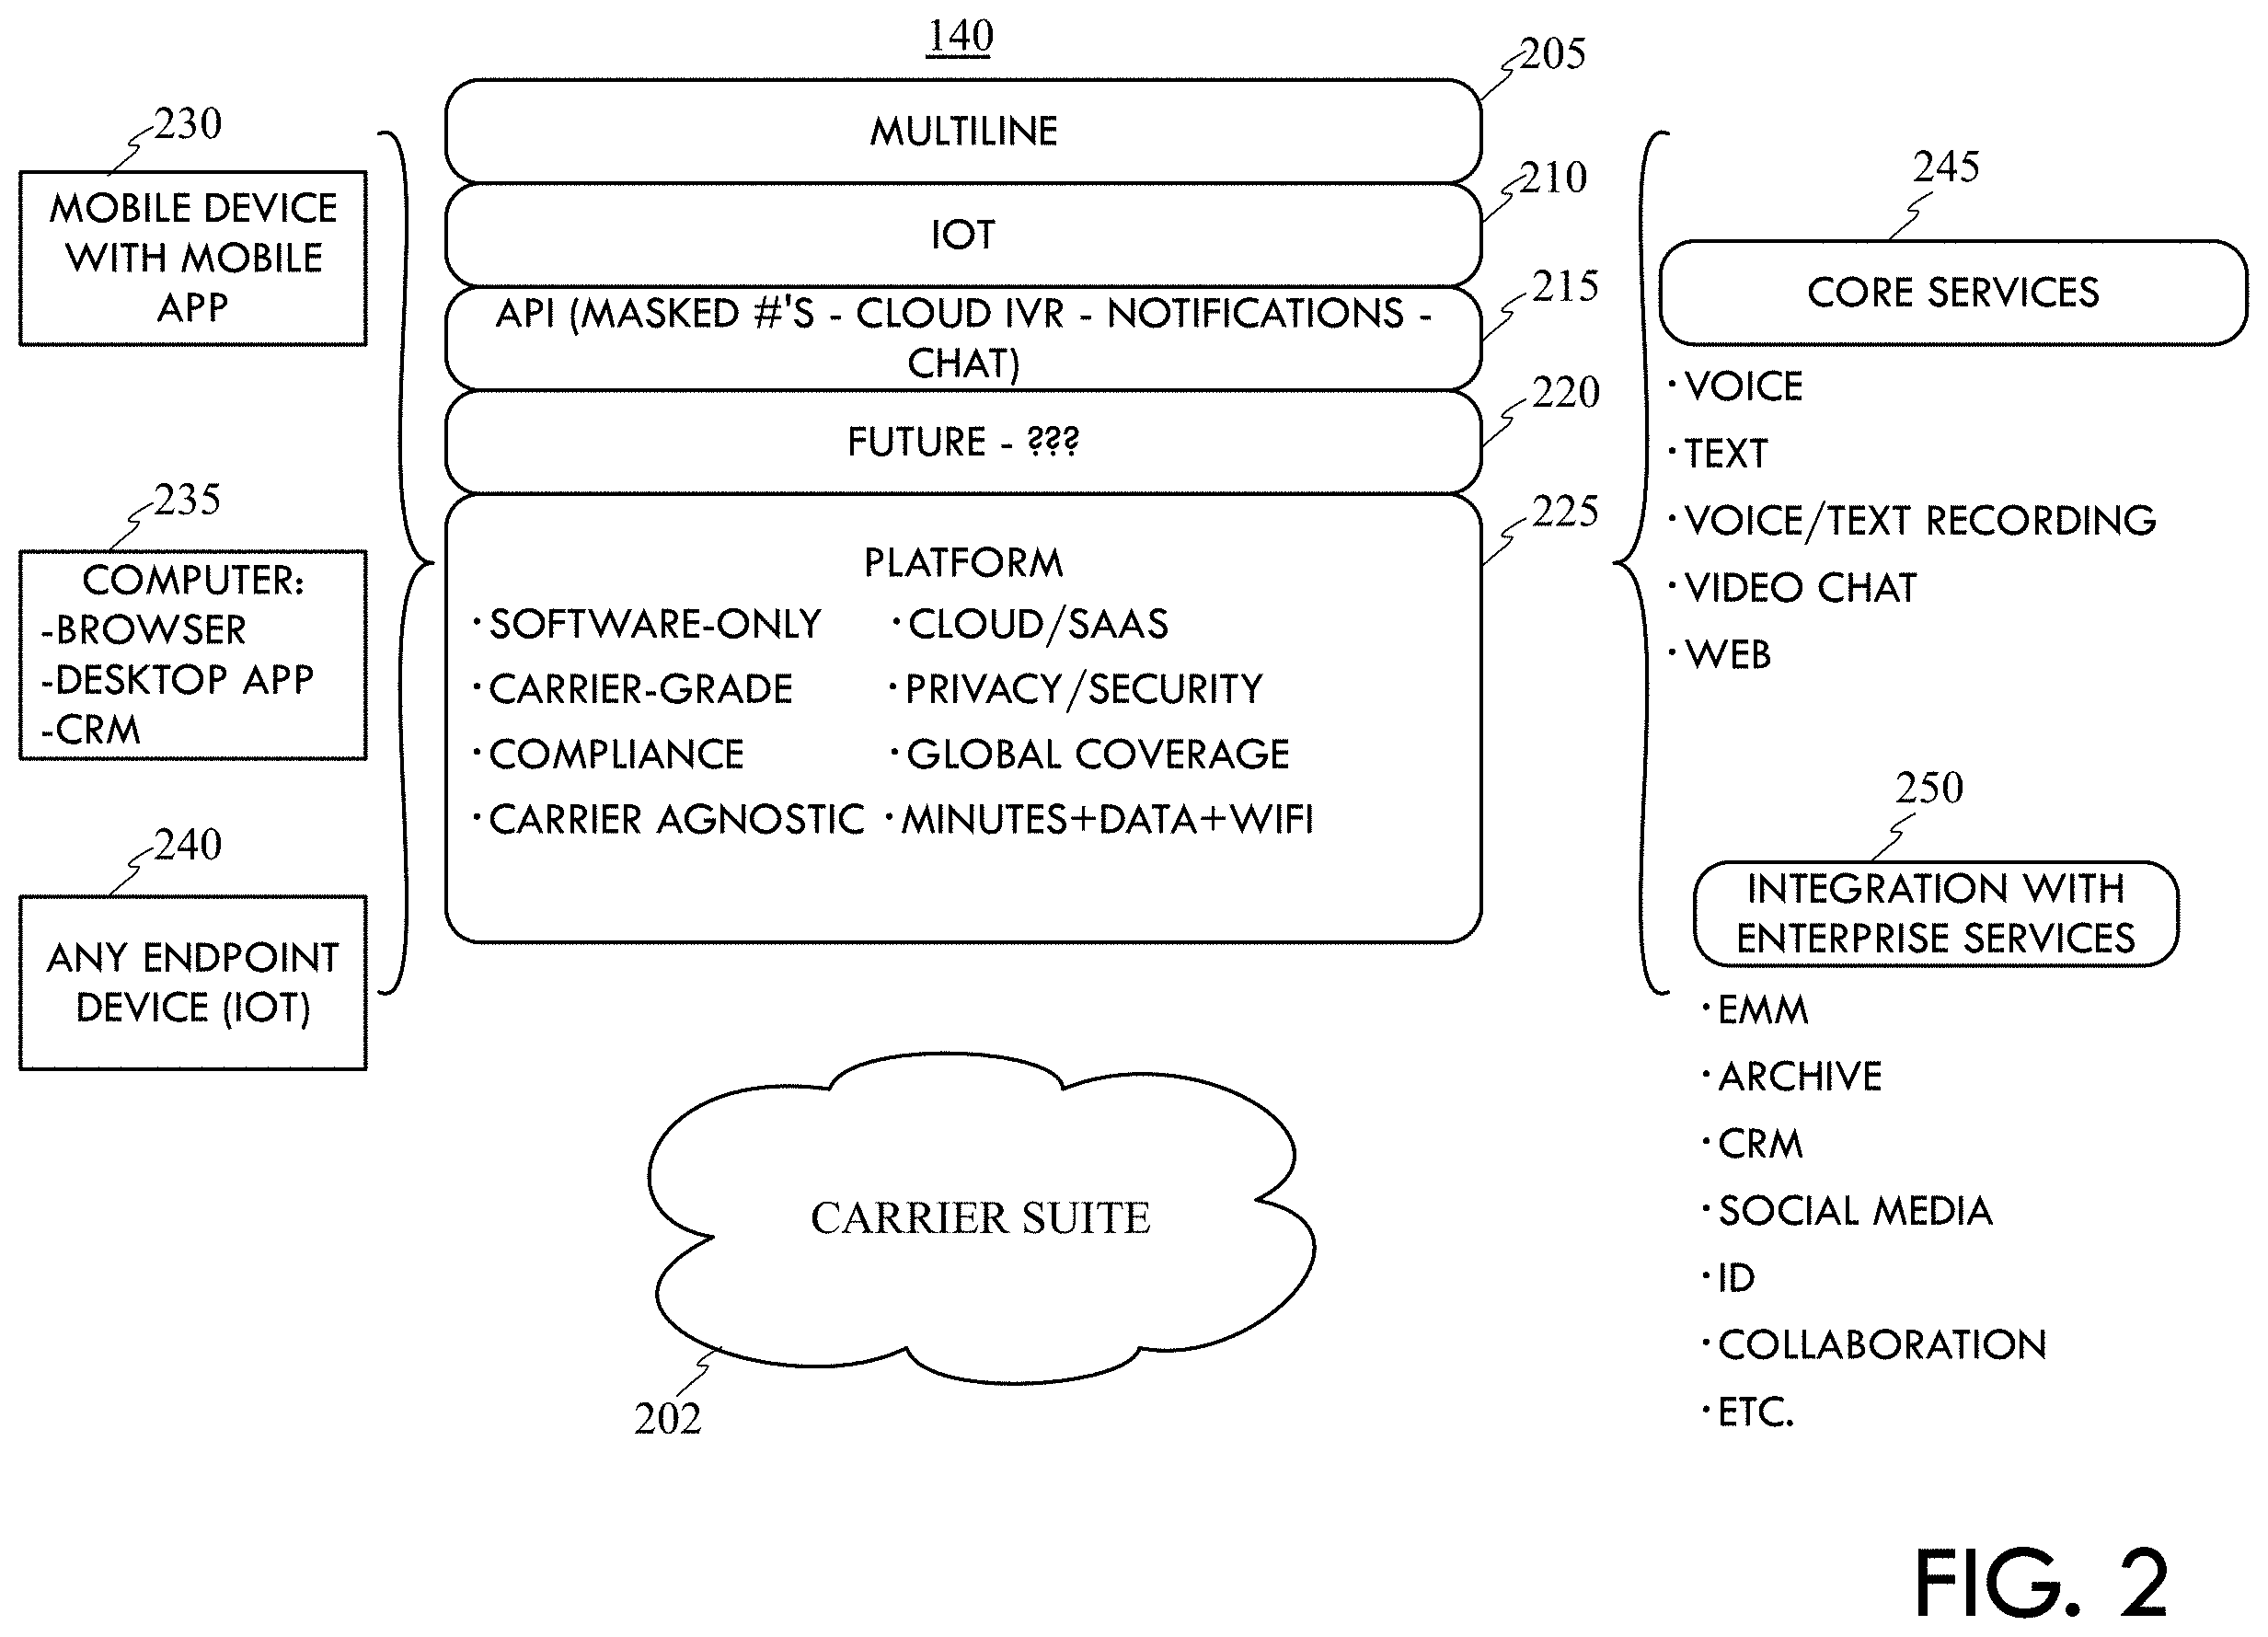 140
205
MULTILINE
210
IOT
215
API (MASKED #'S - CLOUD IVR - NOTIFICATIONS -
CHAT)
220
FUTURE - ???
225
PLATFORM
· SOFTWARE-ONLY
· CARRIER-GRADE
· COMPLIANCE
· CARRIER AGNOSTIC
· CLOUD/SAAS
· PRIVACY/SECURITY
· GLOBAL COVERAGE
· MINUTES+DATA+WIFI
230
MOBILE DEVICE
WITH MOBILE
APP
235
COMPUTER:
-BROWSER
-DESKTOP APP
-CRM
240
ANY ENDPOINT
DEVICE (IOT)
245
CORE SERVICES
· VOICE
· TEXT
· VOICE/TEXT RECORDING
· VIDEO CHAT
· WEB
250
INTEGRATION WITH
ENTERPRISE SERVICES
· EMM
· ARCHIVE
· CRM
· SOCIAL MEDIA
· ID
· COLLABORATION
· ETC.
CARRIER SUITE
202
FIG. 2